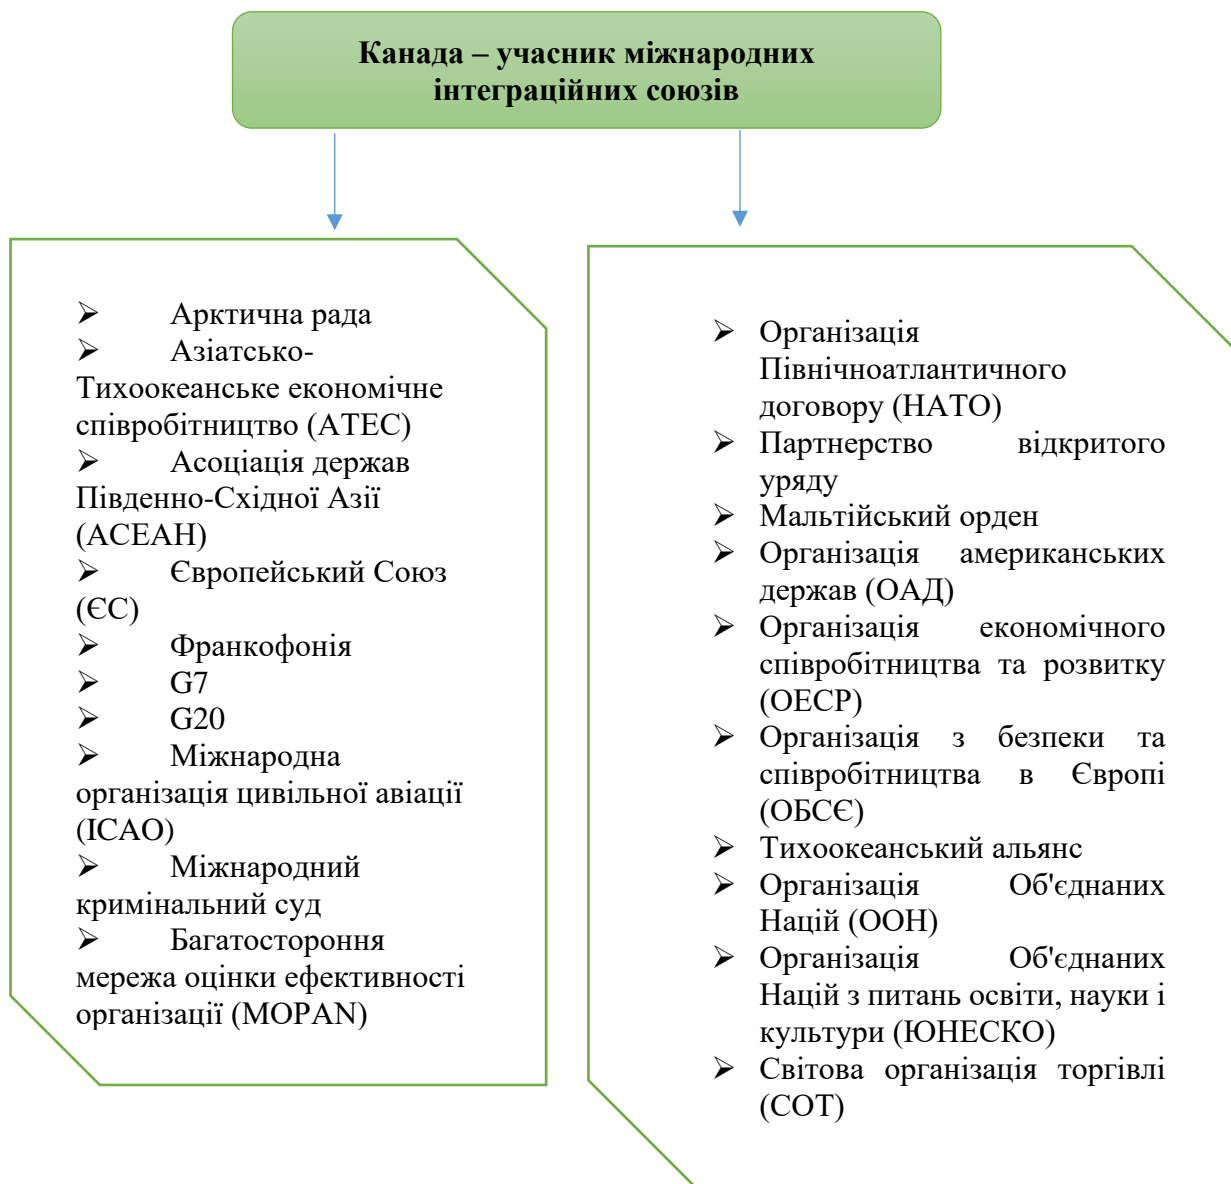 Канада – учасник міжнародних
інтеграційних союзів
➢ Арктична рада
➢ Азіатсько-
Тихоокеанське економічне
співробітництво (АТЕС)
➢ Асоціація держав
Південно-Східної Азії
(АСЕАН)
➢ Європейський Союз
(ЄС)
➢ Франкофонія
➢ G7
➢ G20
➢ Міжнародна
організація цивільної авіації
(ICAO)
➢ Міжнародний
кримінальний суд
➢ Багатостороння
мережа оцінки ефективності
організації (MOPAN)
➢ Організація
Північноатлантичного
договору (НАТО)
➢ Партнерство відкритого
уряду
➢ Мальтійський орден
➢ Організація американських
держав (ОАД)
➢ Організація економічного
співробітництва та розвитку
(ОЕСР)
➢ Організація з безпеки та
співробітництва в Європі
(ОБСЄ)
➢ Тихоокеанський альянс
➢ Організація Об'єднаних
Націй (ООН)
➢ Організація Об'єднаних
Націй з питань освіти, науки і
культури (ЮНЕСКО)
➢ Світова організація торгівлі
(СОТ)